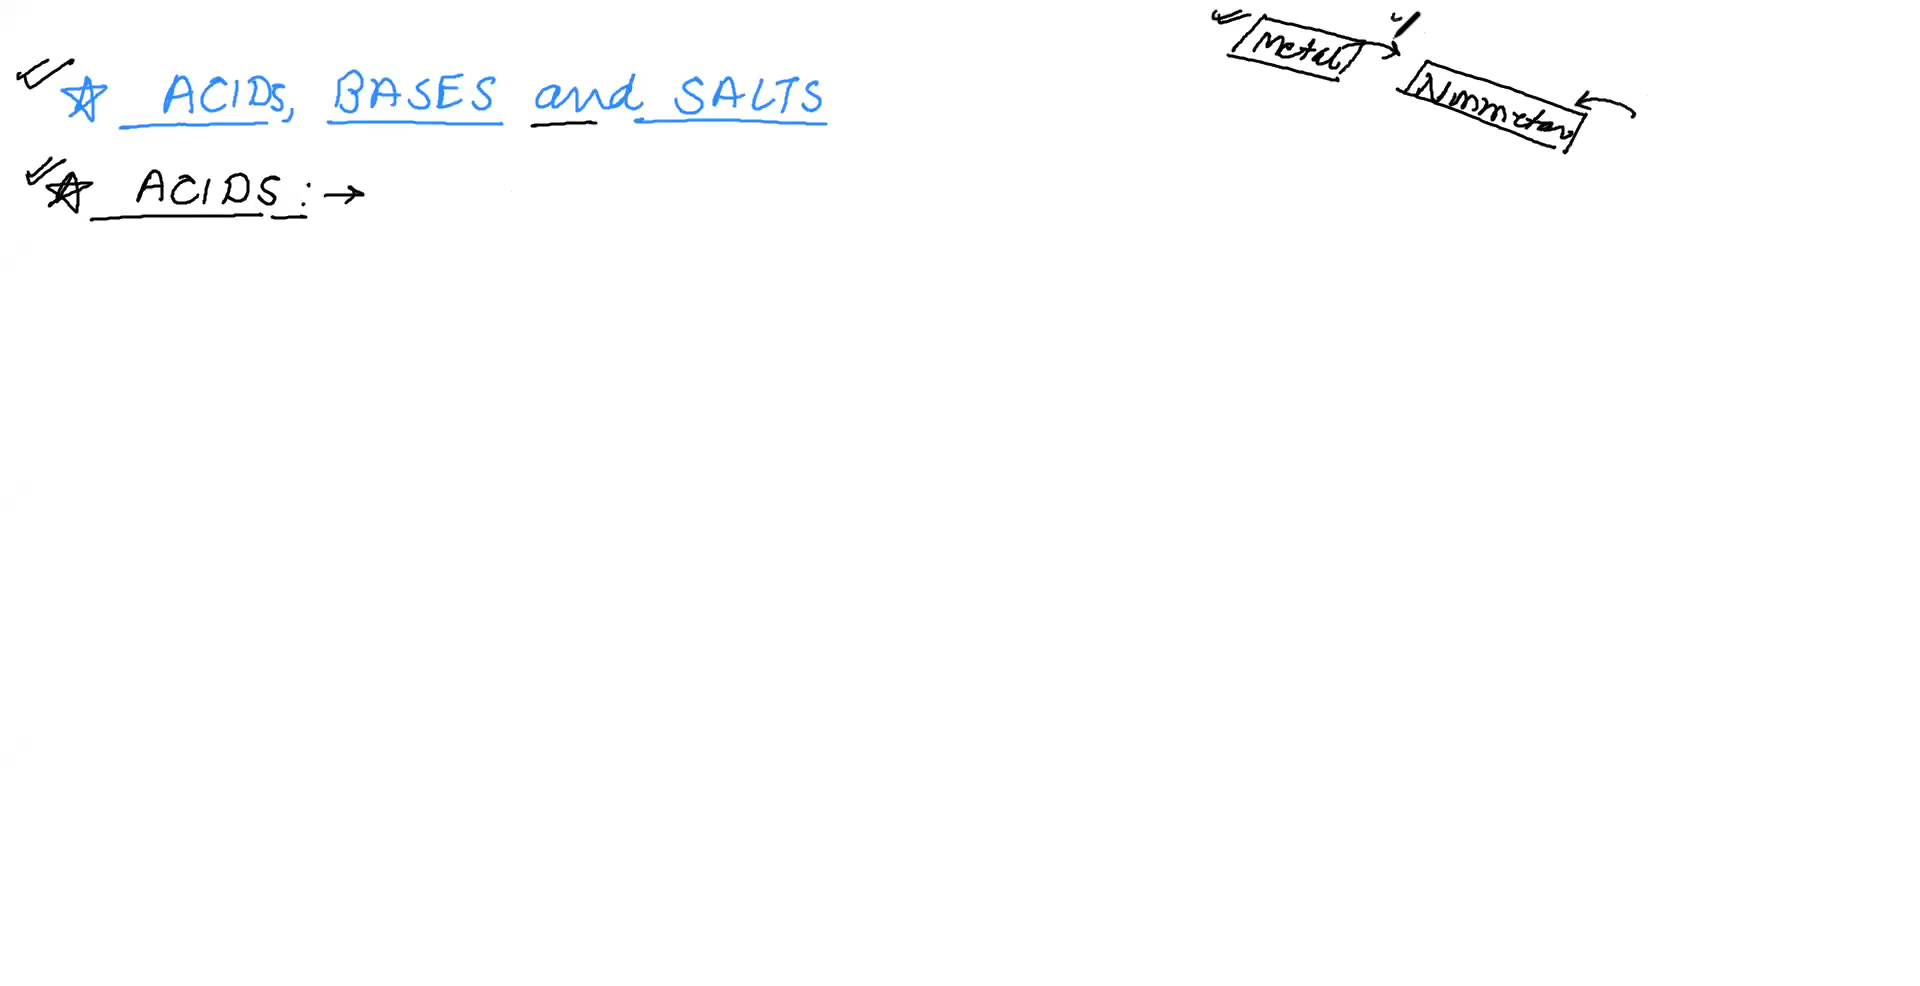 ☆ ACIDs, BASES and SALTS
☆ ACIDS :→
Metal
Nonmetal